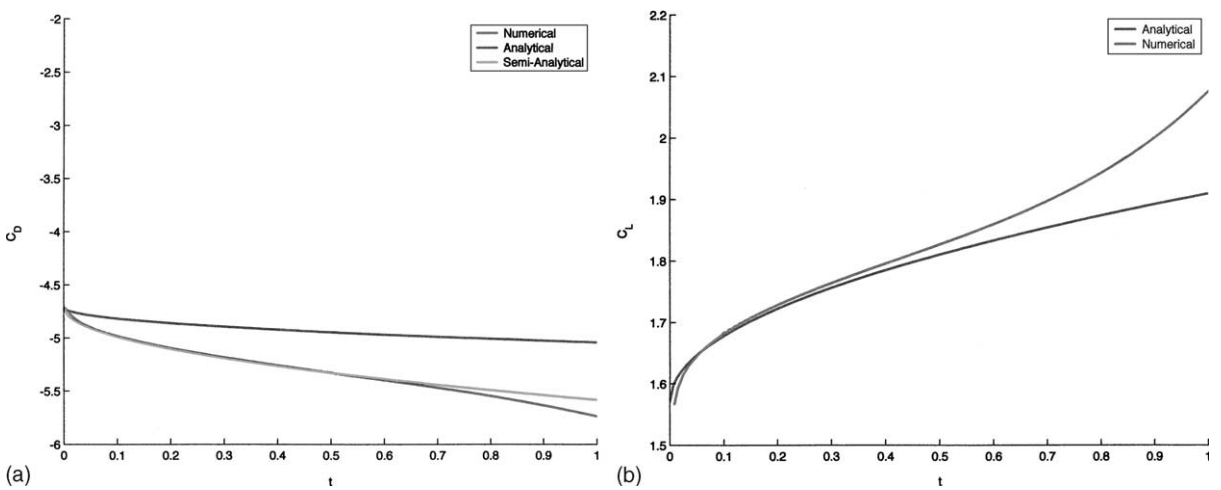 -2
-2.5
-3
-3.5
-4
-4.5
-5
-5.5
-6
C_D
Numerical
Analytical
Semi-Analytical
0 0.1 0.2 0.3 0.4 0.5 0.6 0.7 0.8 0.9 1
t
(a)
2.2
2.1
2
1.9
1.8
1.7
1.6
1.5
C_L
Analytical
Numerical
0 0.1 0.2 0.3 0.4 0.5 0.6 0.7 0.8 0.9 1
t
(b)